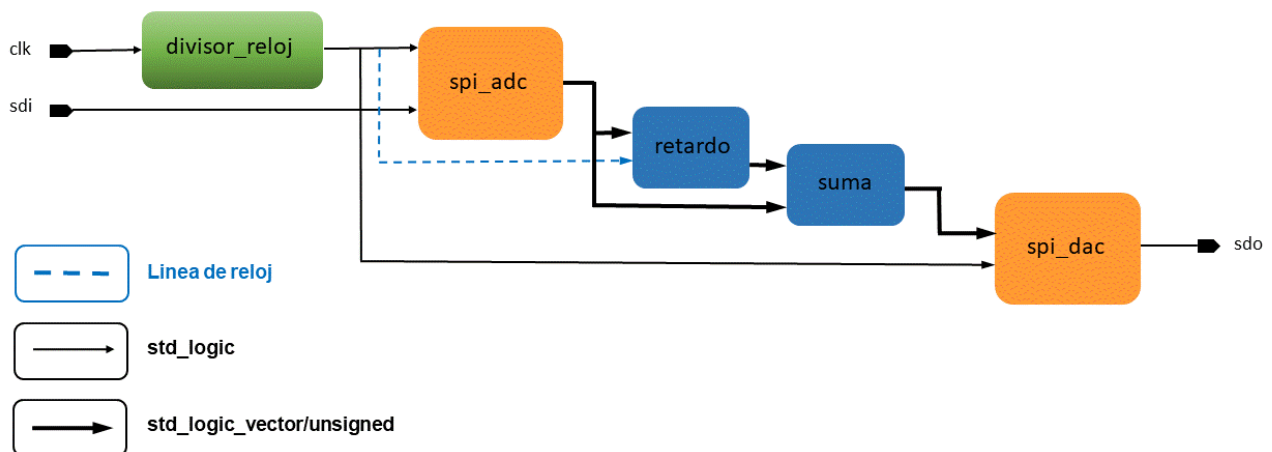 clk
divisor_reloj
sdi
spi_adc
retardo
suma
spi_dac
sdo
Linea de reloj
std_logic
std_logic_vector/unsigned